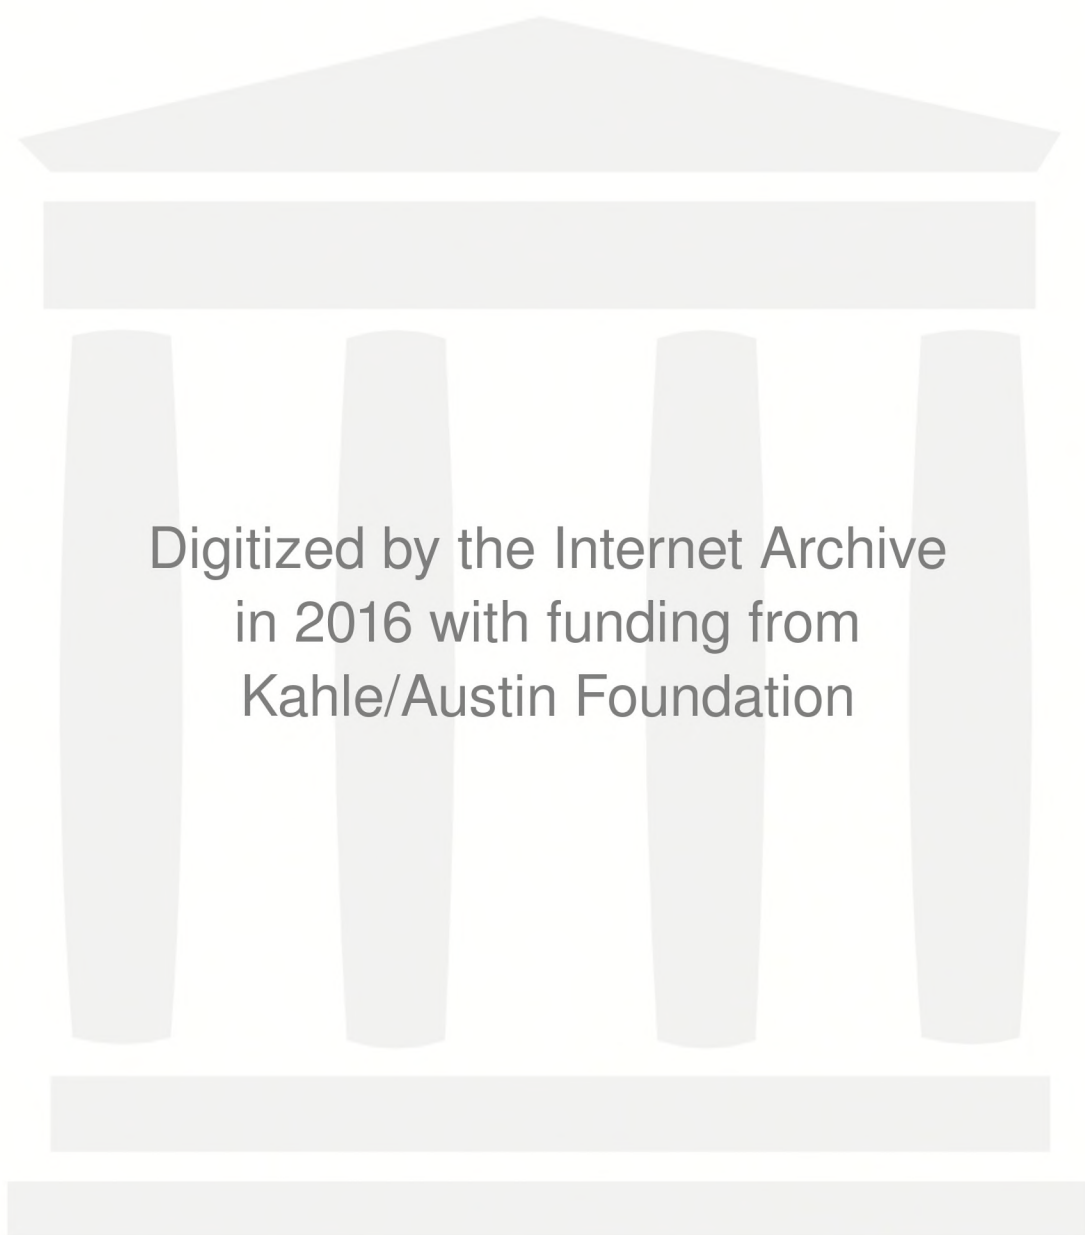 Digitized by the Internet Archive
in 2016 with funding from
Kahle/Austin Foundation